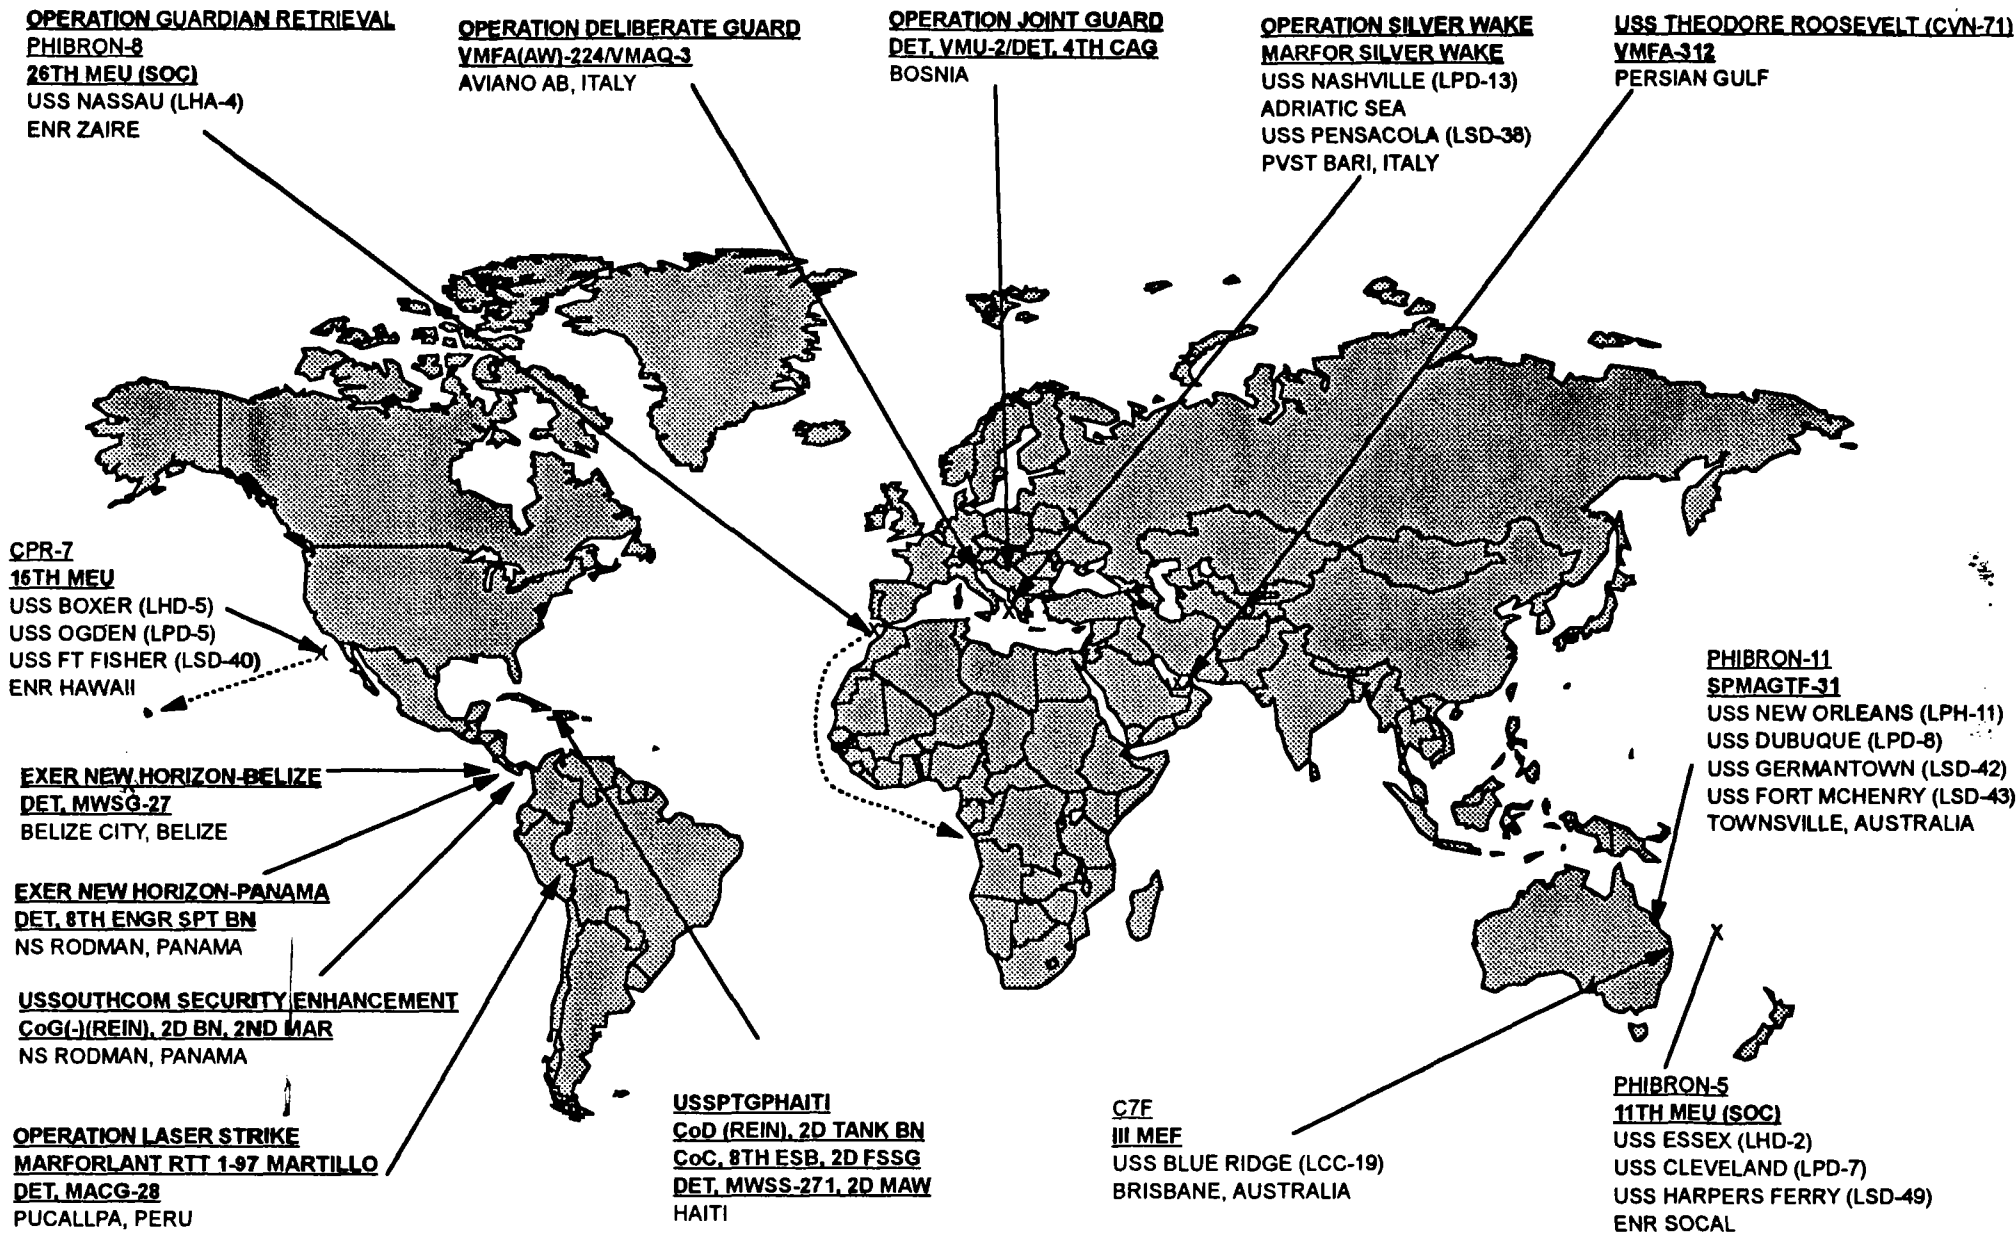 OPERATION GUARDIAN RETRIEVAL
PHIBRON-8
26TH MEU (SOC)
USS NASSAU (LHA-4)
ENR ZAIRE
OPERATION DELIBERATE GUARD
VMFA(AW)-224/VMAQ-3
AVIANO AB, ITALY
OPERATION JOINT GUARD
DET, VMU-2/DET, 4TH CAG
BOSNIA
OPERATION SILVER WAKE
MARFOR SILVER WAKE
USS NASHVILLE (LPD-13)
ADRIATIC SEA
USS PENSACOLA (LSD-38)
PVST BARI, ITALY
USS THEODORE ROOSEVELT (CVN-71)
VMFA-312
PERSIAN GULF
CPR-7
15TH MEU
USS BOXER (LHD-5)
USS OGDEN (LPD-5)
USS FT FISHER (LSD-40)
ENR HAWAII
EXER NEW HORIZON-BELIZE
DET, MWSG-27
BELIZE CITY, BELIZE
EXER NEW HORIZON-PANAMA
DET, 8TH ENGR SPT BN
NS RODMAN, PANAMA
USSOUTHCOM SECURITY ENHANCEMENT
CoG(-)(REIN), 2D BN, 2ND MAR
NS RODMAN, PANAMA
OPERATION LASER STRIKE
MARFORLANT RTT 1-97 MARTILLO
DET, MACG-28
PUCALLPA, PERU
USSPTGPHAITI
CoD (REIN), 2D TANK BN
CoC, 8TH ESB, 2D FSSG
DET, MWSS-271, 2D MAW
HAITI
C7F
III MEF
USS BLUE RIDGE (LCC-19)
BRISBANE, AUSTRALIA
PHIBRON-11
SPMAGTF-31
USS NEW ORLEANS (LPH-11)
USS DUBUQUE (LPD-8)
USS GERMANTOWN (LSD-42)
USS FORT MCHENRY (LSD-43)
TOWNSVILLE, AUSTRALIA
PHIBRON-5
11TH MEU (SOC)
USS ESSEX (LHD-2)
USS CLEVELAND (LPD-7)
USS HARPERS FERRY (LSD-49)
ENR SOCAL